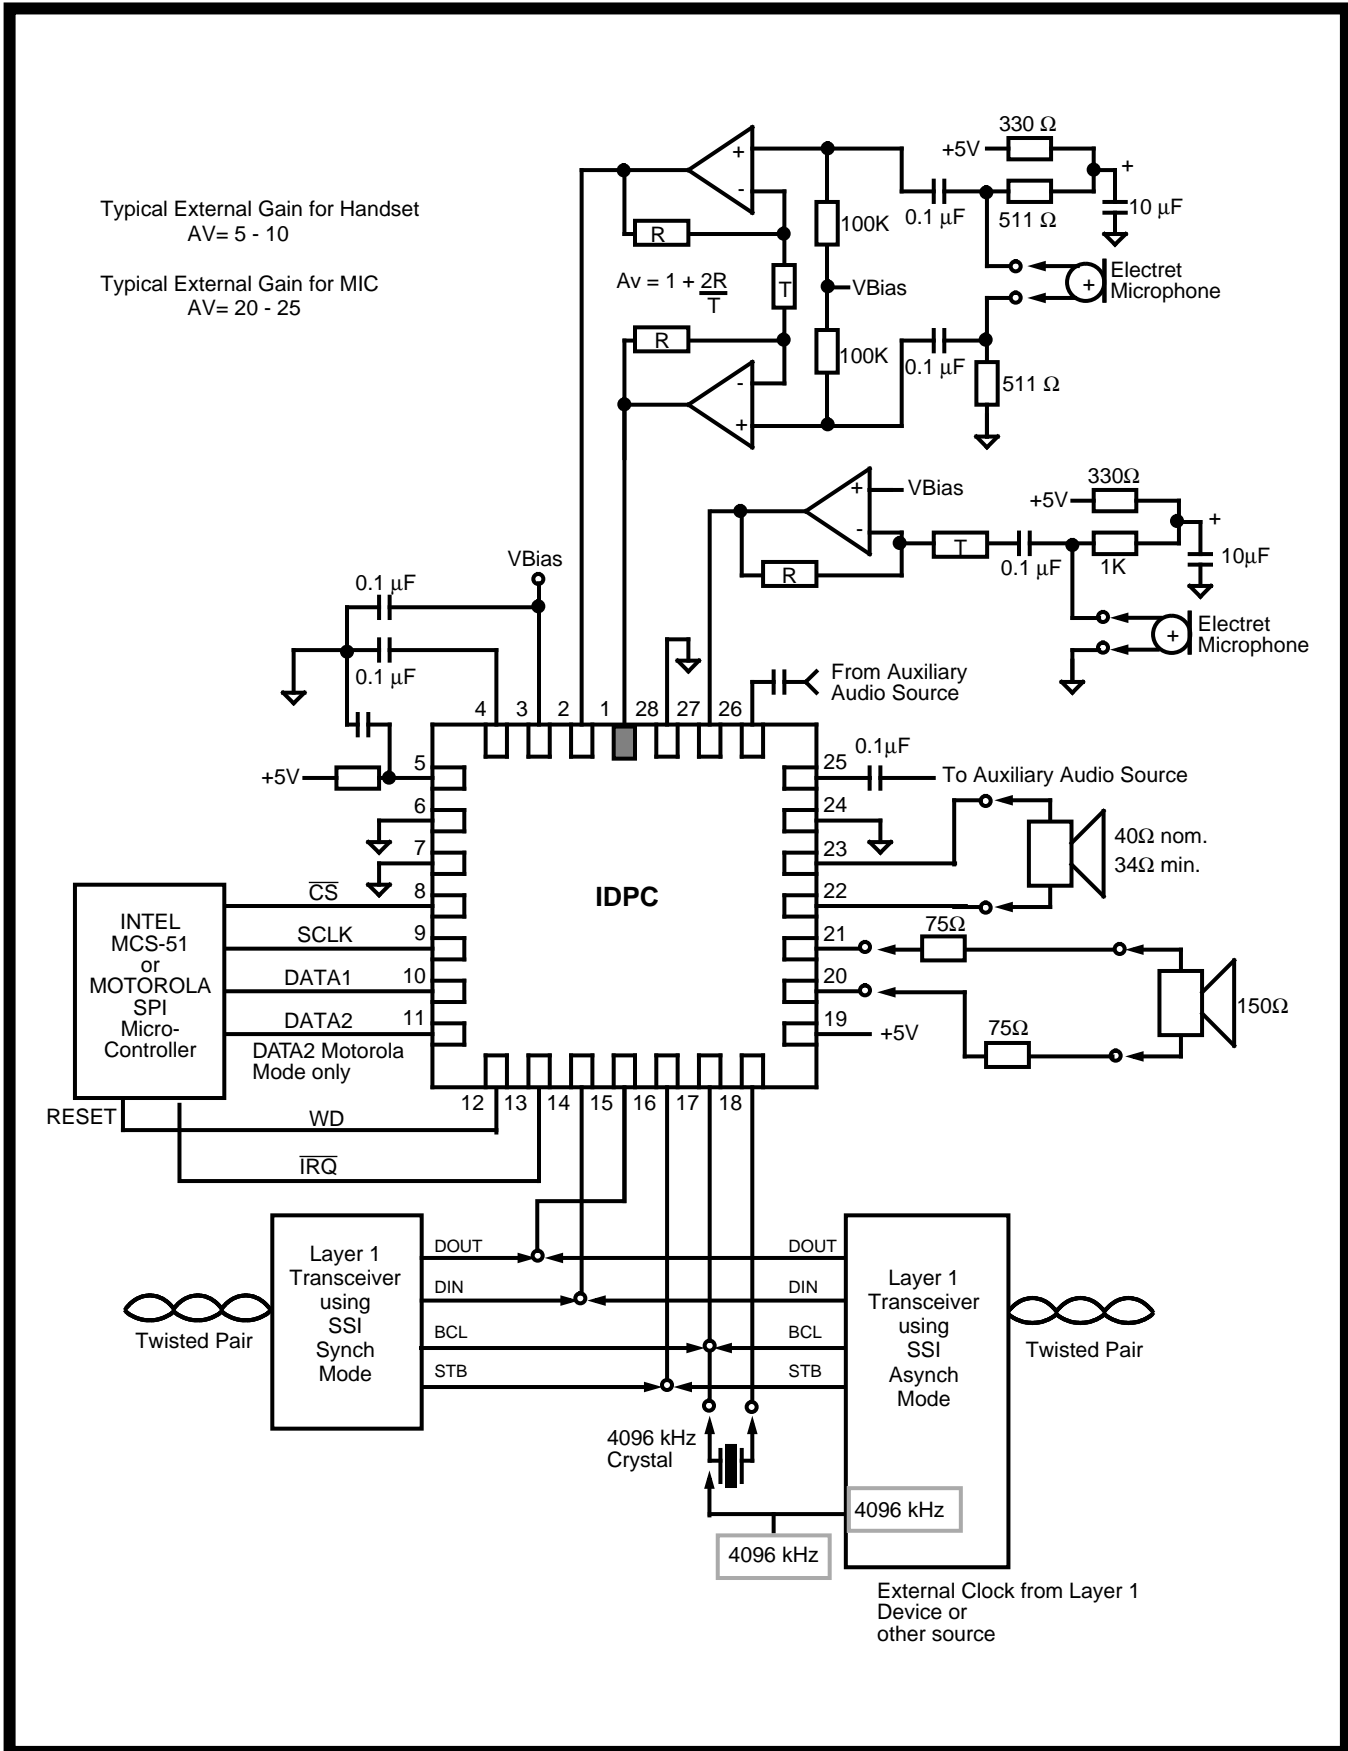 330 Ω
+5V
+
0.1 µF
511 Ω
10 µF
Typical External Gain for Handset
AV= 5 - 10
Typical External Gain for MIC
AV= 20 - 25
+
-
R
100K
Av = 1 + 2R
T
T
VBias
Electret
Microphone
+
R
100K
0.1 µF
-
+
511 Ω
330Ω
+5V
+
VBias
+
-
T
0.1 µF
1K
10µF
R
VBias
0.1 µF
0.1 µF
Electret
Microphone
+
From Auxiliary
Audio Source
4
3
2
1
28
27
26
+5V
5
6
7
8
9
10
11
25
24
23
22
21
20
19
0.1µF
To Auxiliary Audio Source
40Ω nom.
34Ω min.
IDPC
75Ω
150Ω
75Ω
+5V
INTEL
MCS-51
or
MOTOROLA
SPI
Micro-
Controller
CS
SCLK
DATA1
DATA2
DATA2 Motorola
Mode only
12
13
14
15
16
17
18
RESET
WD
IRQ
Layer 1
Transceiver
using
SSI
Synch
Mode
DOUT
DIN
BCL
STB
DOUT
DIN
BCL
STB
Layer 1
Transceiver
using
SSI
Asynch
Mode
Twisted Pair
Twisted Pair
4096 kHz
Crystal
4096 kHz
4096 kHz
External Clock from Layer 1
Device or
other source